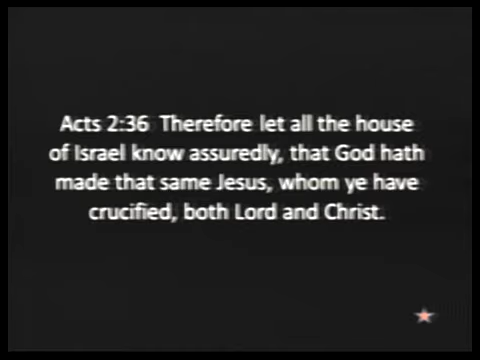 Acts 2:36 Therefore let all the house
of Israel know assuredly, that God hath
made that same Jesus, whom ye have
crucified, both Lord and Christ.